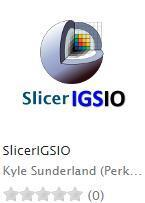 SlicerIGSIO
SlicerIGSIO
Kyle Sunderland (Perk...
(0)